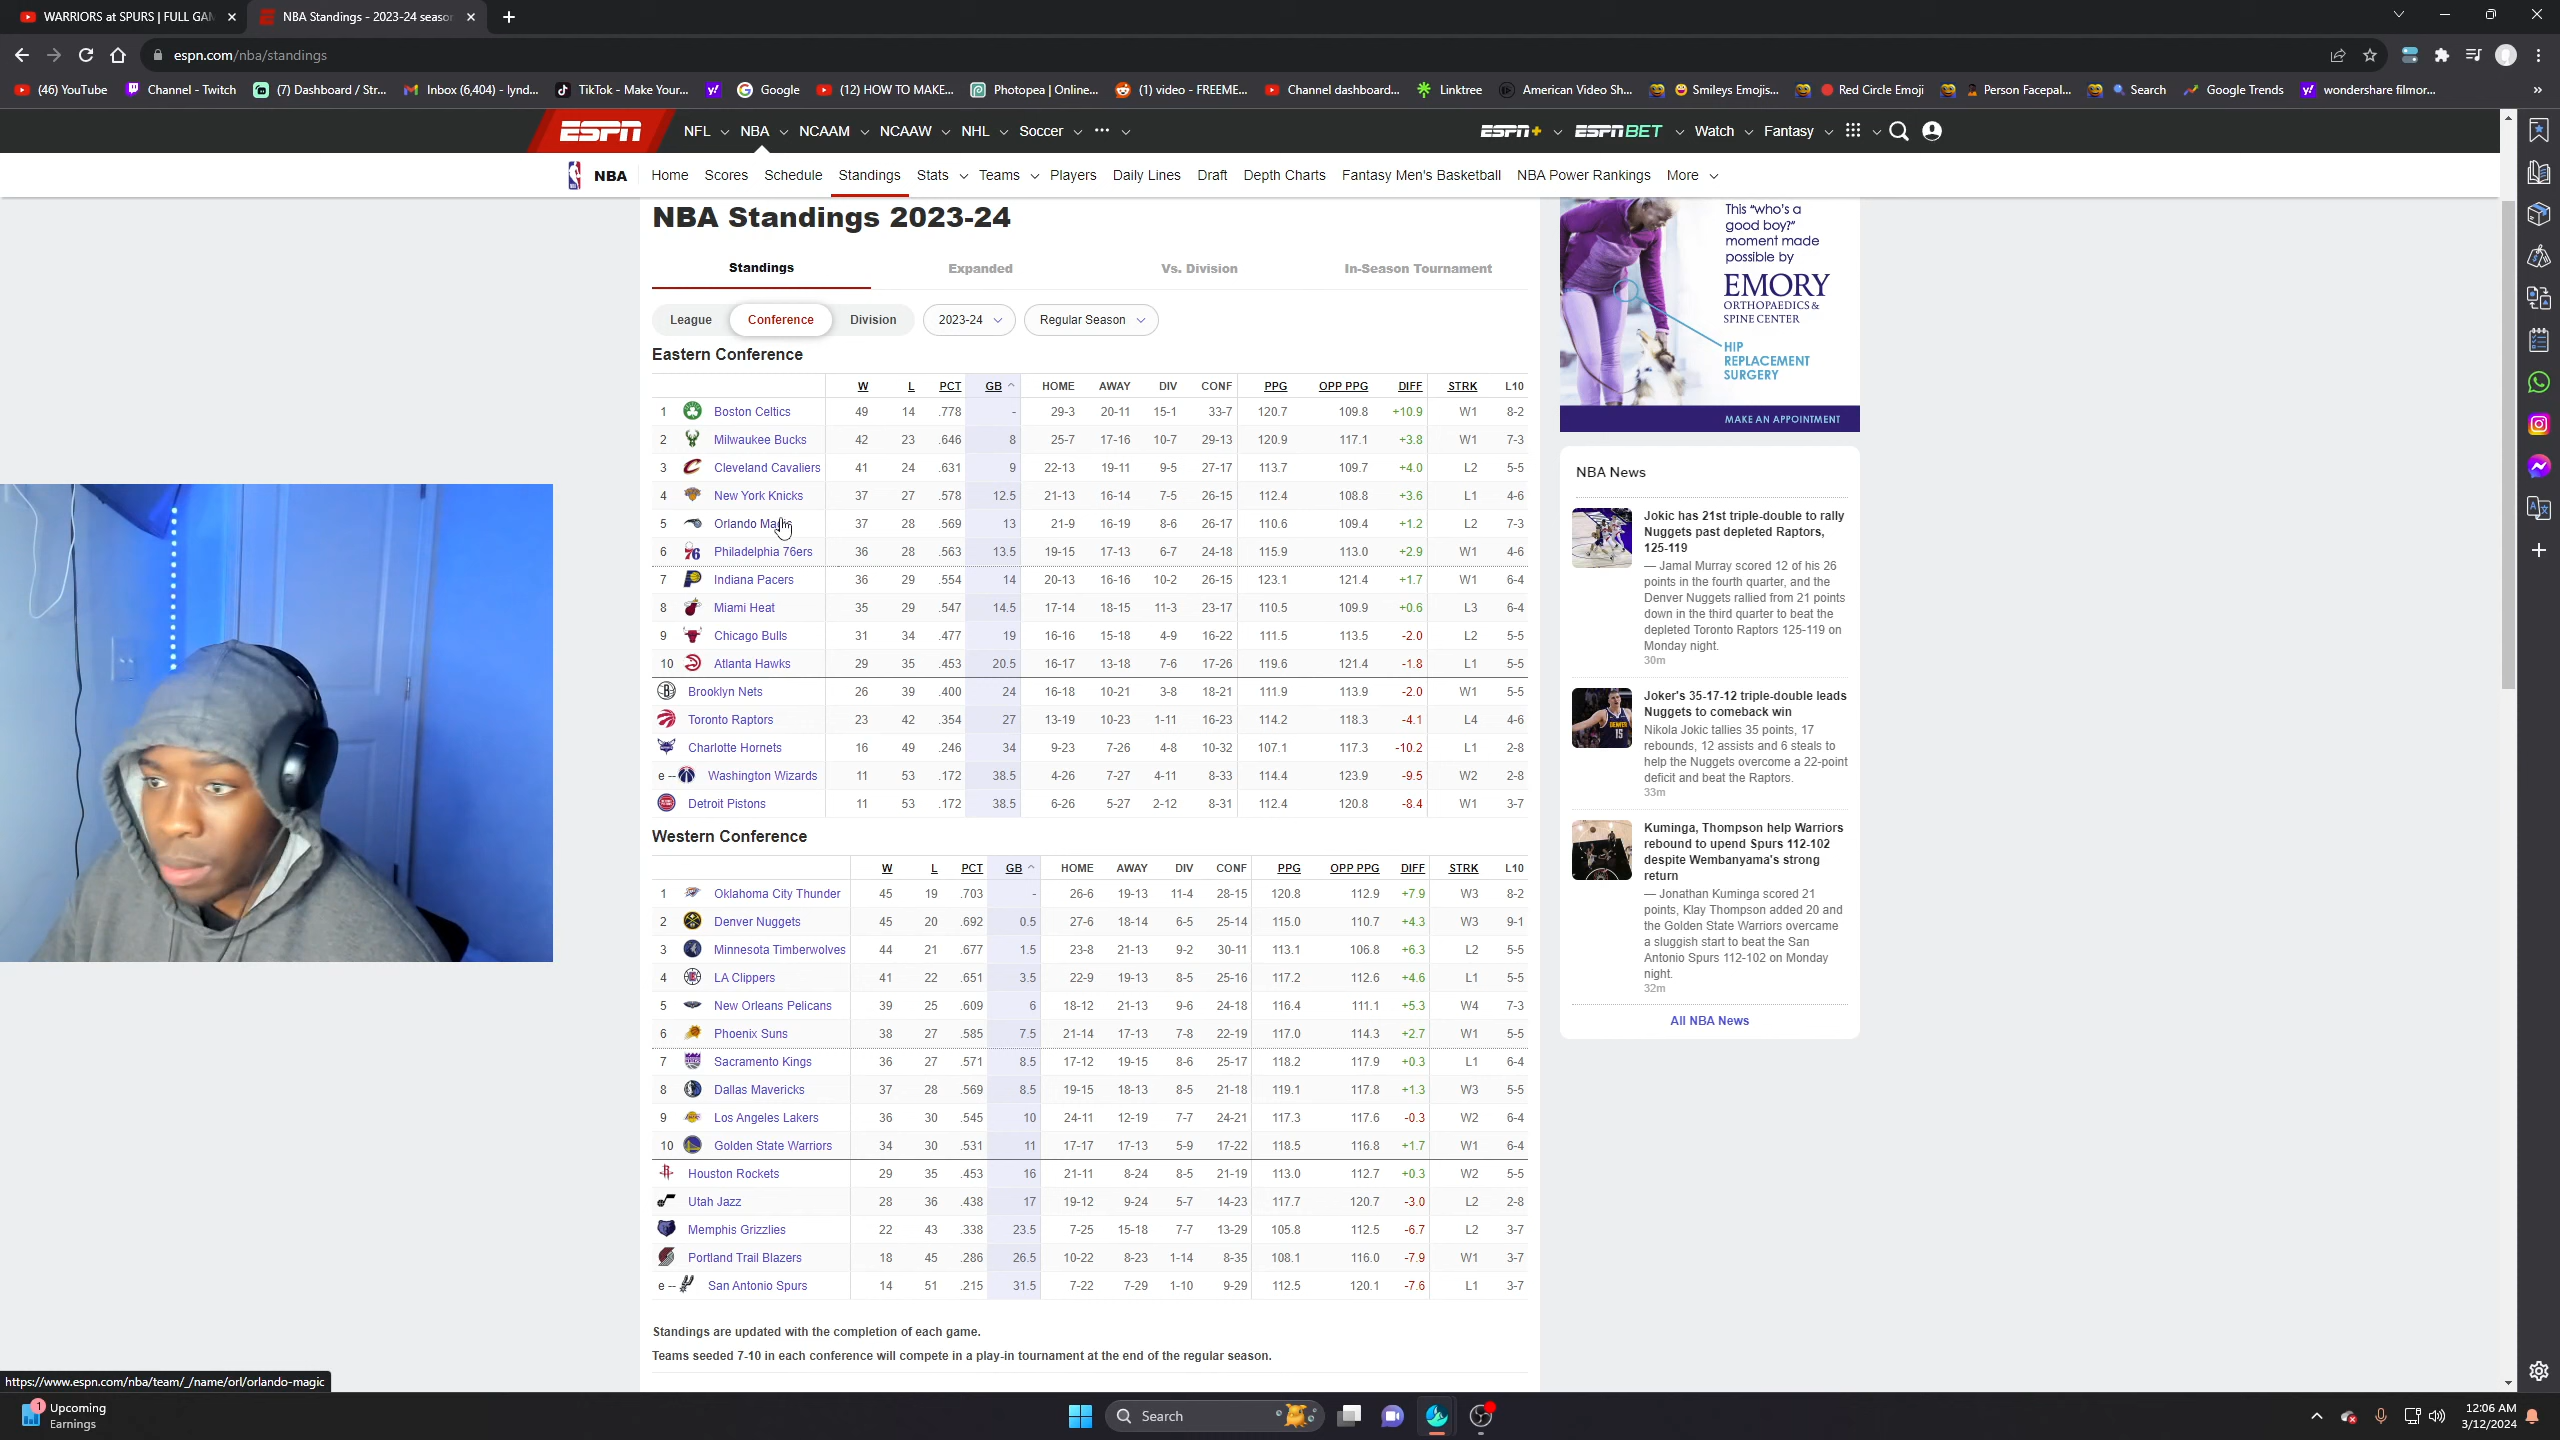 WARRIORS at SPURS | FULL GAM
NBA Standings - 2023-24 seaso
espn.com/nba/standings
(46) YouTube
Channel - Twitch
(7) Dashboard / Str...
Inbox (6,404) - lynd...
TikTok - Make Your...
Google
(12) HOW TO MAKE...
Photopea | Online...
(1) video - FREEME...
Channel dashboard...
Linktree
American Video Sh...
Smileys Emojis...
Red Circle Emoji
Person Facepal...
Search
Google Trends
wondershare filmor...
ESPN NFL NBA NCAAM NCAAW NHL Soccer ESPN+ ESPN BET Watch Fantasy
NBA Home Scores Schedule Standings Stats Teams Players Daily Lines Draft Depth Charts Fantasy Men's Basketball NBA Power Rankings More
NBA Standings 2023-24
Standings Expanded Vs. Division In-Season Tournament
League Conference Division 2023-24 Regular Season
Eastern Conference
W L PCT GB HOME AWAY DIV CONF PPG OPP PPG DIFF STRK L10
1 Boston Celtics 49 14 .778 - 29-3 20-11 15-1 33-7 120.7 109.8 +10.9 W1 8-2
2 Milwaukee Bucks 42 23 .646 8 25-7 17-16 10-7 29-13 120.9 117.1 +3.8 W1 7-3
3 Cleveland Cavaliers 41 24 .631 9 22-13 19-11 9-5 27-17 113.7 109.7 +4.0 L2 5-5
4 New York Knicks 37 27 .578 12.5 21-13 16-14 7-5 26-15 112.4 108.8 +3.6 L1 4-6
5 Orlando Magic 37 28 .569 13 21-9 16-19 8-6 26-17 110.6 109.4 +1.2 L2 7-3
6 Philadelphia 76ers 36 28 .563 13.5 19-15 17-13 6-7 24-18 115.9 113.0 +2.9 W1 4-6
7 Indiana Pacers 36 29 .554 14 20-13 16-16 10-2 26-15 123.1 121.4 +1.7 W1 6-4
8 Miami Heat 35 29 .547 14.5 17-14 18-15 11-3 23-17 110.5 109.9 +0.6 L3 6-4
9 Chicago Bulls 31 34 .477 19 16-16 15-18 4-9 16-22 111.5 113.5 -2.0 L2 5-5
10 Atlanta Hawks 29 35 .453 20.5 16-17 13-18 7-6 17-26 119.6 121.4 -1.8 L1 5-5
Brooklyn Nets 26 39 .400 24 16-18 10-21 3-8 18-21 111.9 113.9 -2.0 W1 5-5
Toronto Raptors 23 42 .354 27 13-19 10-23 1-11 16-23 114.2 118.3 -4.1 L4 4-6
Charlotte Hornets 16 49 .246 34 9-23 7-26 4-8 10-32 107.1 117.3 -10.2 L1 2-8
e -- Washington Wizards 11 53 .172 38.5 4-26 7-27 4-11 8-33 114.4 123.9 -9.5 W2 2-8
Detroit Pistons 11 53 .172 38.5 6-26 5-27 2-12 8-31 112.4 120.8 -8.4 W1 3-7
Western Conference
W L PCT GB HOME AWAY DIV CONF PPG OPP PPG DIFF STRK L10
1 Oklahoma City Thunder 45 19 .703 - 26-6 19-13 11-4 28-15 120.8 112.9 +7.9 W3 8-2
2 Denver Nuggets 45 20 .692 0.5 27-6 18-14 6-5 25-14 115.0 110.7 +4.3 W3 9-1
3 Minnesota Timberwolves 44 21 .677 1.5 23-8 21-13 9-2 30-11 113.1 106.8 +6.3 L2 5-5
4 LA Clippers 41 22 .651 3.5 22-9 19-13 8-5 25-16 117.2 112.6 +4.6 L1 5-5
5 New Orleans Pelicans 39 25 .609 6 18-12 21-13 9-6 24-18 116.4 111.1 +5.3 W4 7-3
6 Phoenix Suns 38 27 .585 7.5 21-14 17-13 7-8 22-19 117.0 114.3 +2.7 W1 5-5
7 Sacramento Kings 36 27 .571 8.5 17-12 19-15 8-6 25-17 118.2 117.9 +0.3 L1 6-4
8 Dallas Mavericks 37 28 .569 8.5 19-15 18-13 8-5 21-18 119.1 117.8 +1.3 W3 5-5
9 Los Angeles Lakers 36 30 .545 10 24-11 12-19 7-7 24-21 117.3 117.6 -0.3 W2 6-4
10 Golden State Warriors 34 30 .531 11 17-17 17-13 5-9 17-22 118.5 116.8 +1.7 W1 6-4
Houston Rockets 29 35 .453 16 21-11 8-24 8-5 21-19 113.0 112.7 +0.3 W2 5-5
Utah Jazz 28 36 .438 17 19-12 9-24 5-7 14-23 117.7 120.7 -3.0 L2 2-8
Memphis Grizzlies 22 43 .338 23.5 7-25 15-18 7-7 13-29 105.8 112.5 -6.7 L2 3-7
Portland Trail Blazers 18 45 .286 26.5 10-22 8-23 1-14 8-35 108.1 116.0 -7.9 W1 3-7
e -- San Antonio Spurs 14 51 .215 31.5 7-22 7-29 1-10 9-29 112.5 120.1 -7.6 L1 3-7
Standings are updated with the completion of each game.
Teams seeded 7-10 in each conference will compete in a play-in tournament at the end of the regular season.
This "who's a
good boy?"
moment made
possible by
EMORY
ORTHOPAEDICS &
SPINE CENTER
HIP
REPLACEMENT
SURGERY
MAKE AN APPOINTMENT
NBA News
Jokic has 21st triple-double to rally
Nuggets past depleted Raptors,
125-119
— Jamal Murray scored 12 of his 26
points in the fourth quarter, and the
Denver Nuggets rallied from 21 points
down in the third quarter to beat the
depleted Toronto Raptors 125-119 on
Monday night.
30m
Joker's 35-17-12 triple-double leads
Nuggets to comeback win
Nikola Jokic tallies 35 points, 17
rebounds, 12 assists and 6 steals to
help the Nuggets overcome a 22-point
deficit and beat the Raptors.
33m
Kuminga, Thompson help Warriors
rebound to upend Spurs 112-102
despite Wembanyama's strong
return
— Jonathan Kuminga scored 21
points, Klay Thompson added 20 and
the Golden State Warriors overcame
a sluggish start to beat the San
Antonio Spurs 112-102 on Monday
night.
32m
All NBA News
https://www.espn.com/nba/team/_/name/orl/orlando-magic
1
Upcoming
Earnings
Search
12:06 AM
3/12/2024